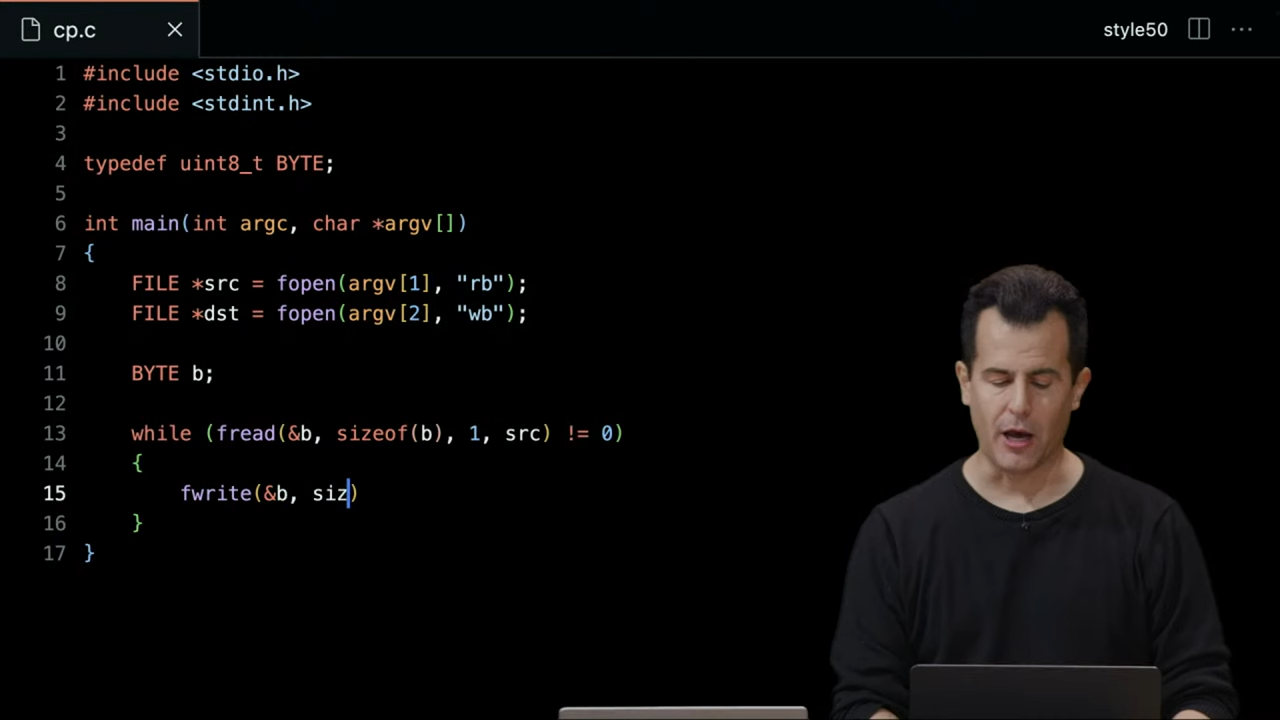 cp.c
style50
1 #include <stdio.h>
2 #include <stdint.h>
3
4 typedef uint8_t BYTE;
5
6 int main(int argc, char *argv[])
7 {
8     FILE *src = fopen(argv[1], "rb");
9     FILE *dst = fopen(argv[2], "wb");
10
11     BYTE b;
12
13     while (fread(&b, sizeof(b), 1, src) != 0)
14     {
15         fwrite(&b, siz)
16     }
17 }